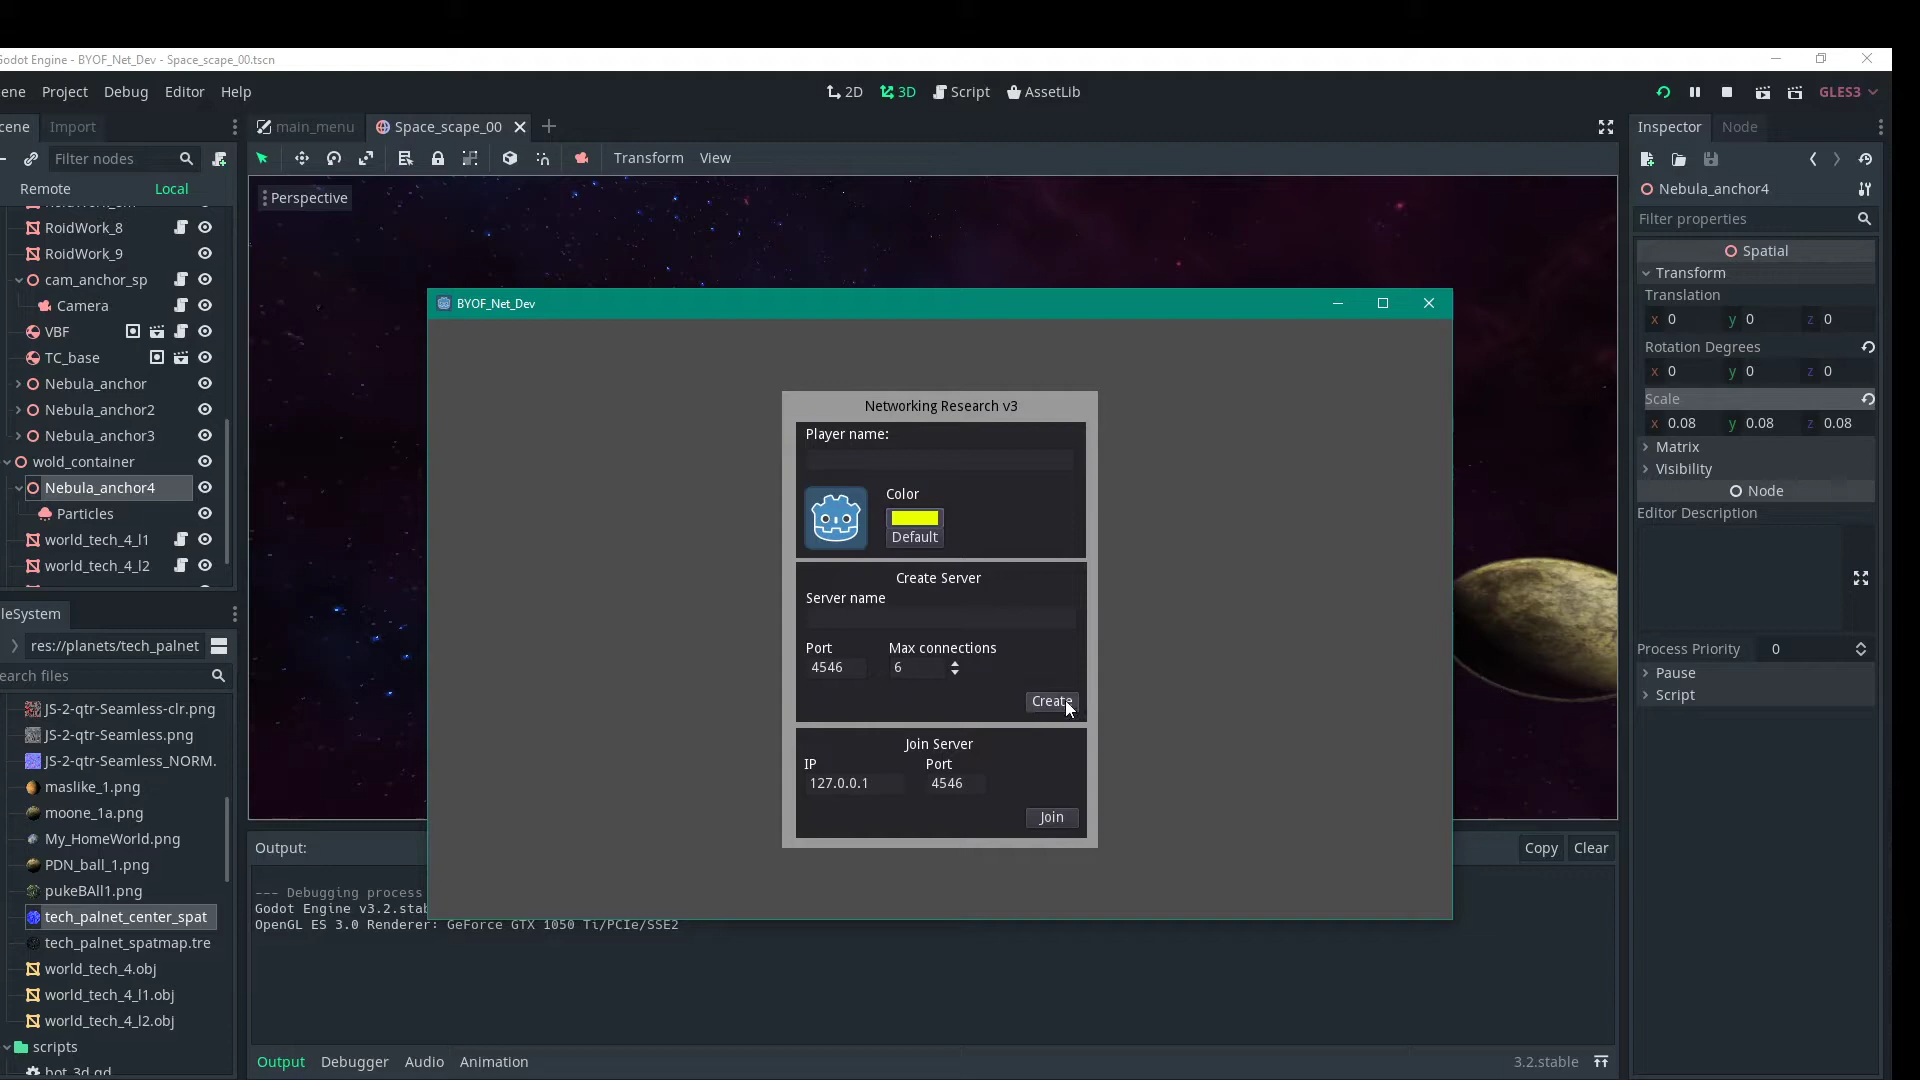 Godot Engine - BYOF_Net_Dev - Space_scape_00.tscn
ene Project Debug Editor Help
2D 3D Script AssetLib
GLES3
cene Import
main_menu Space_scape_00
Inspector Node
Filter nodes
Transform View
Remote Local
Perspective
RoidWork_8
RoidWork_9
cam_anchor_sp
Camera
VBF
TC_base
Nebula_anchor
Nebula_anchor2
Nebula_anchor3
wold_container
Nebula_anchor4
Particles
world_tech_4_l1
world_tech_4_l2
leSystem
res://planets/tech_palnet
earch files
JS-2-qtr-Seamless-clr.png
JS-2-qtr-Seamless.png
JS-2-qtr-Seamless_NORM.
maslike_1.png
moone_1a.png
My_HomeWorld.png
PDN_ball_1.png
pukeBAll1.png
tech_palnet_center_spat
tech_palnet_spatmap.tre
world_tech_4.obj
world_tech_4_l1.obj
world_tech_4_l2.obj
scripts
bot_3d.gd
BYOF_Net_Dev
Networking Research v3
Player name:
Color
Default
Create Server
Server name
Port Max connections
4546 6
Create
Join Server
IP Port
127.0.0.1 4546
Join
Output:
Copy Clear
--- Debugging process
Godot Engine v3.2.stab
OpenGL ES 3.0 Renderer: GeForce GTX 1050 Ti/PCIe/SSE2
Output Debugger Audio Animation
3.2.stable
Nebula_anchor4
Filter properties
Spatial
Transform
Translation
x 0 y 0 z 0
Rotation Degrees
x 0 y 0 z 0
Scale
x 0.08 y 0.08 z 0.08
Matrix
Visibility
Node
Editor Description
Process Priority 0
Pause
Script